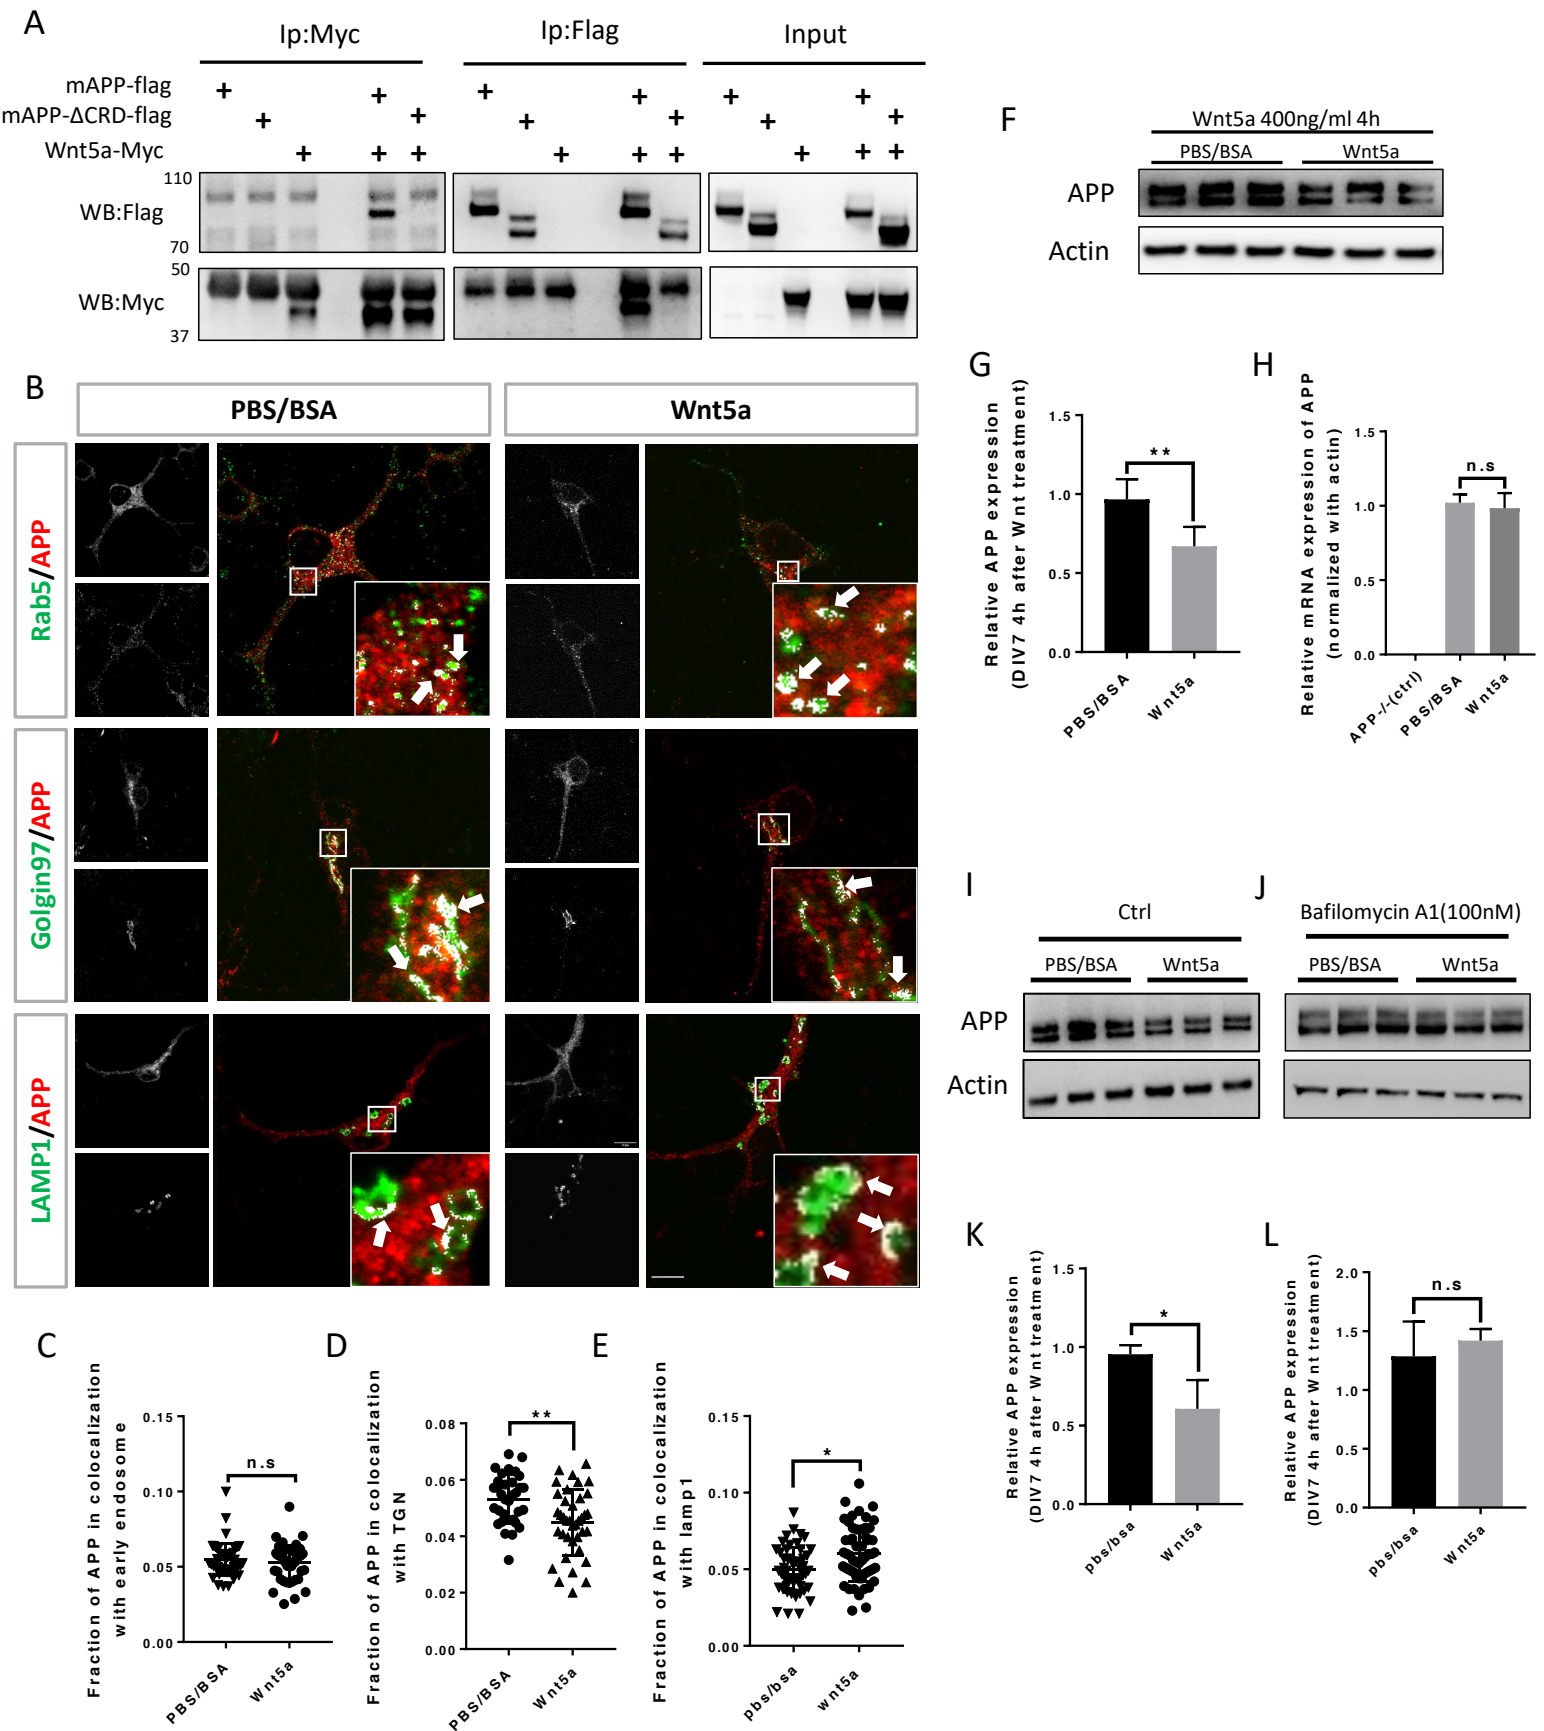 A
Ip:Myc
Ip:Flag
Input
mAPP-flag
+ + + +
mAPP-ΔCRD-flag
+ + + + + +
Wnt5a-Myc
+ + + + + + + + +
WB:Flag
110
70
WB:Myc
50
37
B
PBS/BSA
Wnt5a
Rab5/APP
Golgin97/APP
LAMP1/APP
C
Fraction of APP in colocalization
with early endosome
0.15
0.10
0.05
0.00
n.s
PBS/BSA
Wnt5a
D
Fraction of APP in colocalization
with TGN
0.08
0.06
0.04
0.02
0.00
**
PBS/BSA
Wnt5a
E
Fraction of APP in colocalization
with lamp1
0.15
0.10
0.05
0.00
*
pbs/bsa
wnt5a
F
Wnt5a 400ng/ml 4h
PBS/BSA
Wnt5a
APP
Actin
G
Relative APP expression
(DIV7 4h after Wnt treatment)
1.5
1.0
0.5
0.0
**
PBS/BSA
Wnt5a
H
Relative mRNA expression of APP
(normalized with actin)
1.5
1.0
0.5
0.0
n.s
APP-/-(ctrl)
PBS/BSA
Wnt5a
I
Ctrl
PBS/BSA
Wnt5a
APP
Actin
J
Bafilomycin A1(100nM)
PBS/BSA
Wnt5a
K
Relative APP expression
(DIV7 4h after Wnt treatment)
1.5
1.0
0.5
0.0
*
pbs/bsa
Wnt5a
L
Relative APP expression
(DIV7 4h after Wnt treatment)
2.0
1.5
1.0
0.5
0.0
n.s
pbs/bsa
Wnt5a